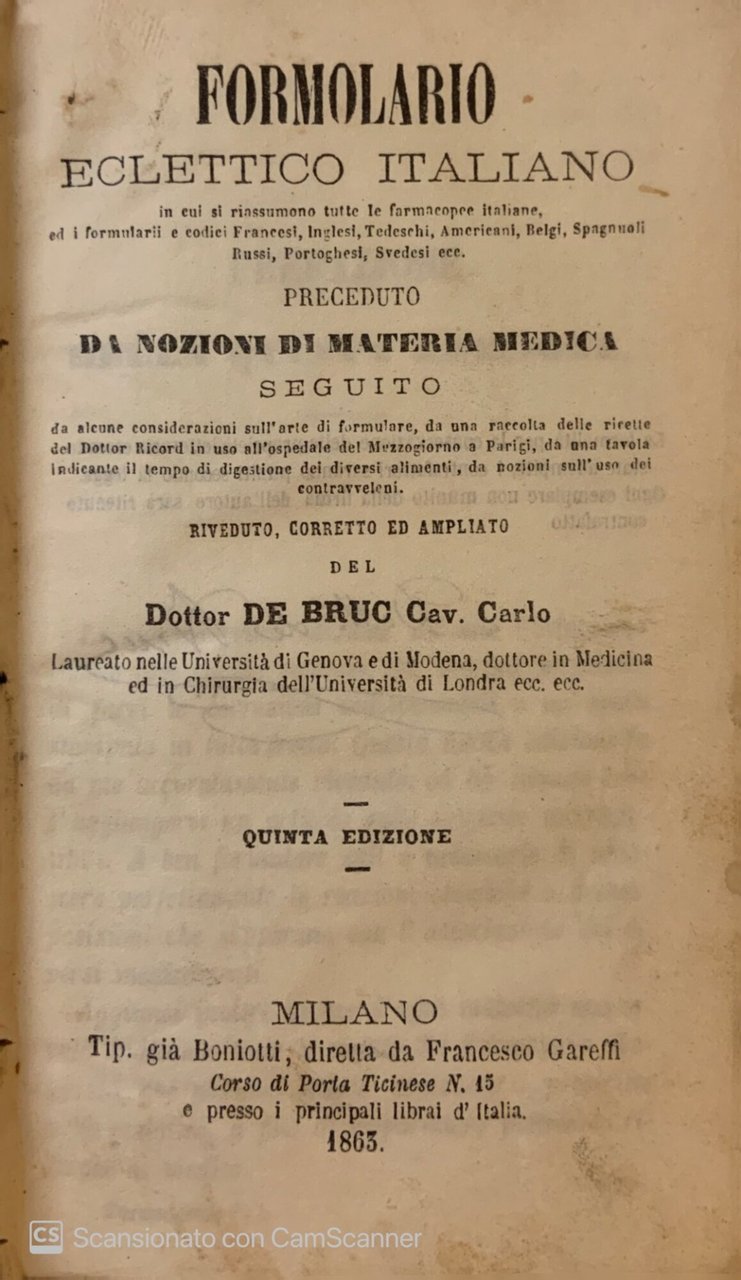 FORMOLARIO
ECLETTICO ITALIANO
in cui si riassumono tutte le farmacopee italiane,
ed i formularii e codici Francesi, Inglesi, Tedeschi, Americani, Belgi, Spagnuoli
Russi, Portoghesi, Svedesi ecc.
PRECEDUTO
DA NOZIONI DI MATERIA MEDICA
SEGUITO
da alcune considerazioni sull'arte di formulare, da una raccolta delle ricette
del Dottor Ricord in uso all'ospedale del Mezzogiorno a Parigi, da una tavola
indicante il tempo di digestione dei diversi alimenti, da nozioni sull'uso dei
contravveleni.
RIVEDUTO, CORRETTO ED AMPLIATO
DEL
Dottor DE BRUC Cav. Carlo
Laureato nelle Università di Genova e di Modena, dottore in Medicina
ed in Chirurgia dell'Università di Londra ecc. ecc.
QUINTA EDIZIONE
MILANO
Tip. già Boniotti, diretta da Francesco Gareffi
Corso di Porta Ticinese N. 15
e presso i principali librai d'Italia.
1863.
CS Scansionato con CamScanner